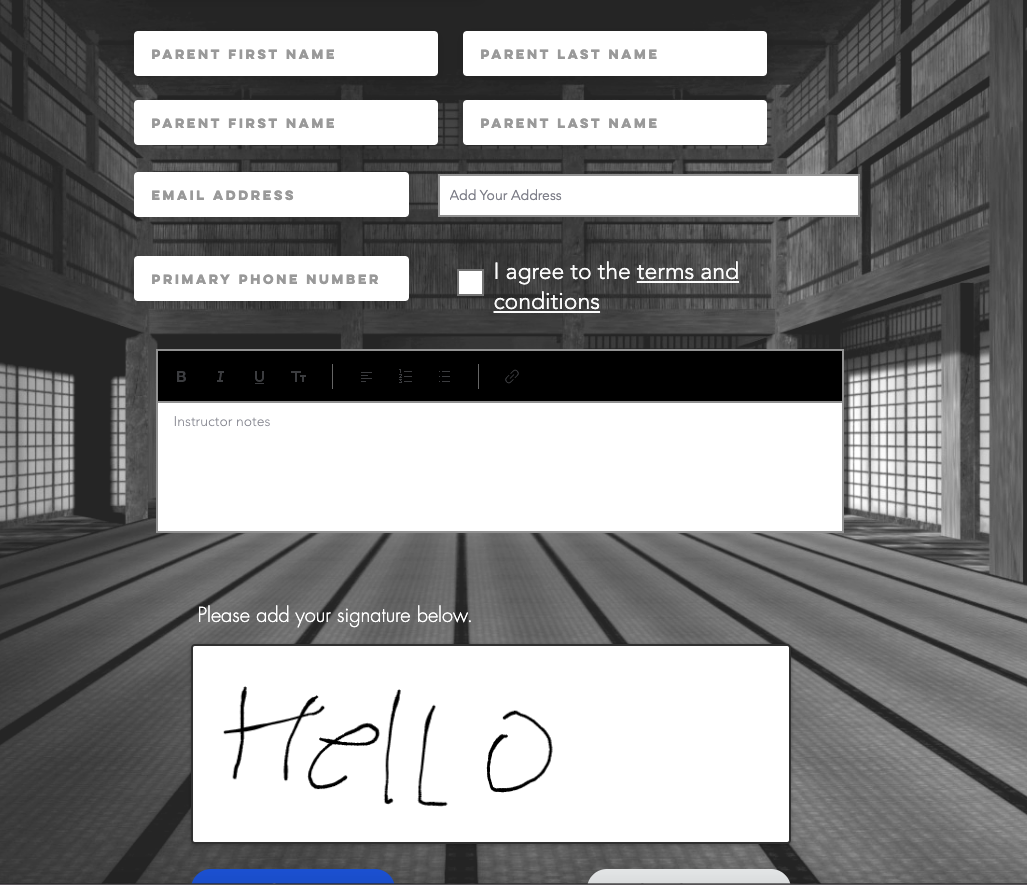 PARENT FIRST NAME PARENT LAST NAME
PARENT FIRST NAME PARENT LAST NAME
EMAIL ADDRESS Add Your Address
PRIMARY PHONE NUMBER
I agree to the terms and
conditions
B I U TT
Instructor notes
Please add your signature below.
HellO